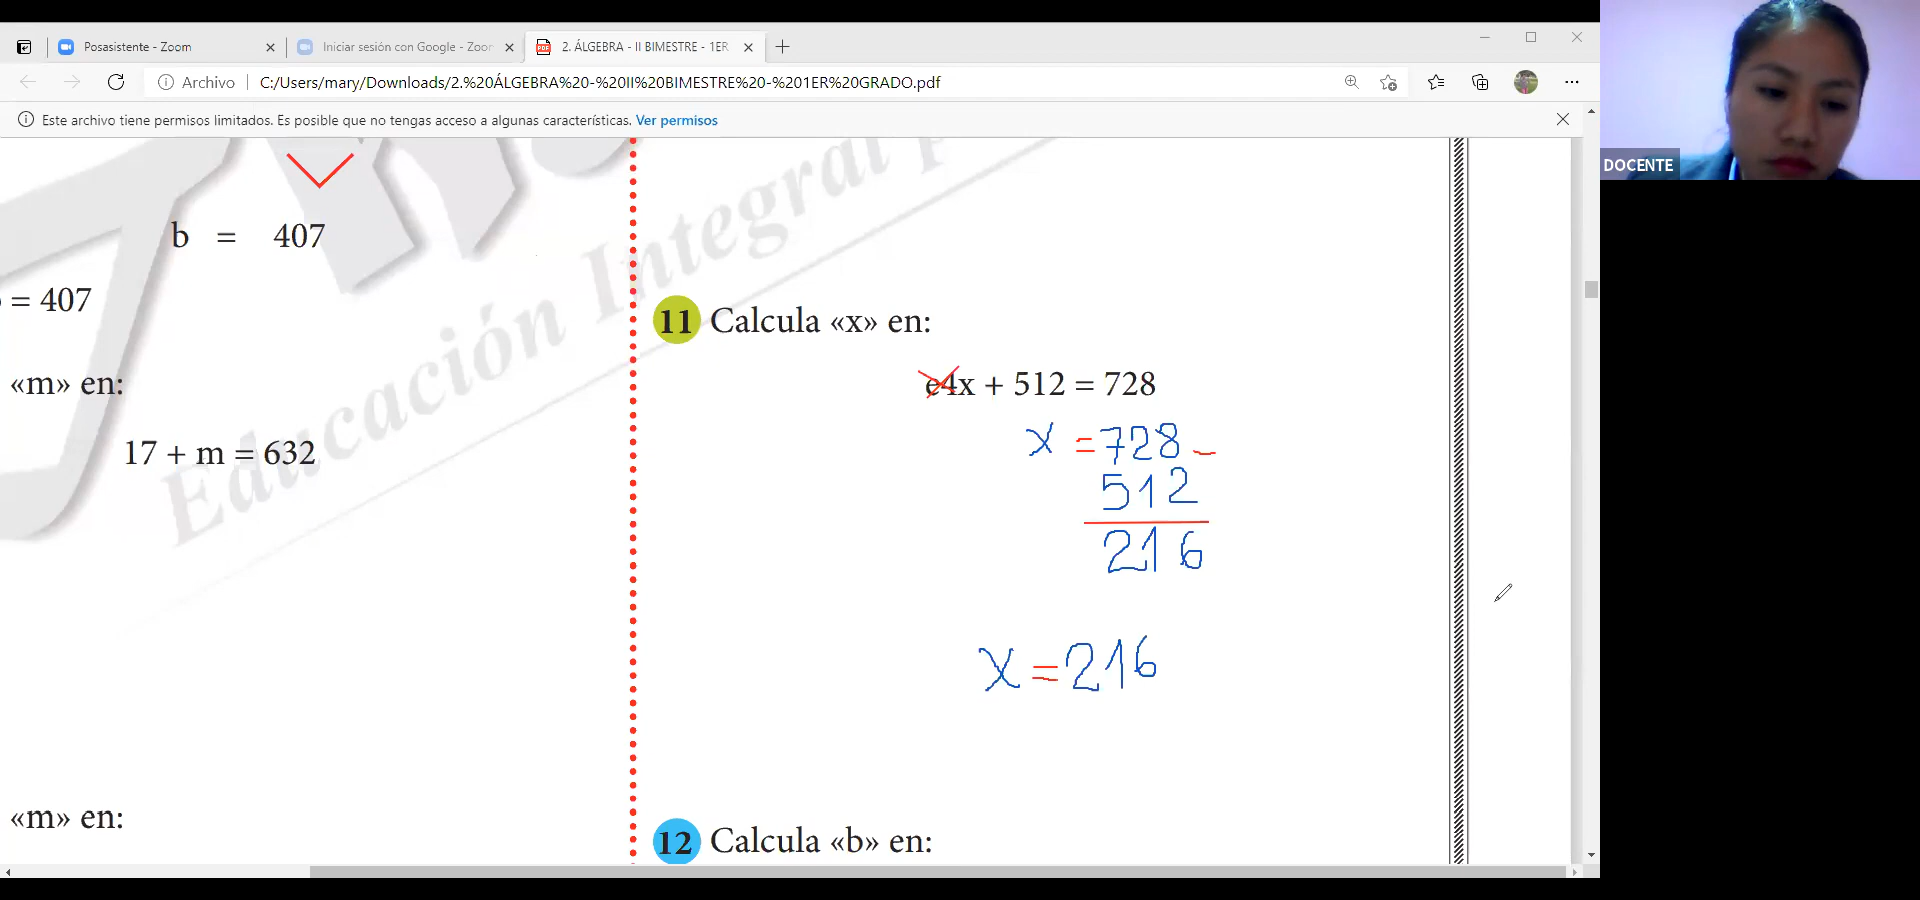 Posasistente - Zoom
Iniciar sesión con Google - Zoor
2. ÁLGEBRA - II BIMESTRE - 1ER
Archivo
C:/Users/mary/Downloads/2.%20ÁLGEBRA%20-%20II%20BIMESTRE%20-%201ER%20GRADO.pdf
Este archivo tiene permisos limitados. Es posible que no tengas acceso a algunas características. Ver permisos
DOCENTE
Educación Integral
b = 407
= 407
«m» en:
17 + m = 632
«m» en:
11 Calcula «x» en:
e4x + 512 = 728
x = 728 -
512
216
x = 216
12 Calcula «b» en: